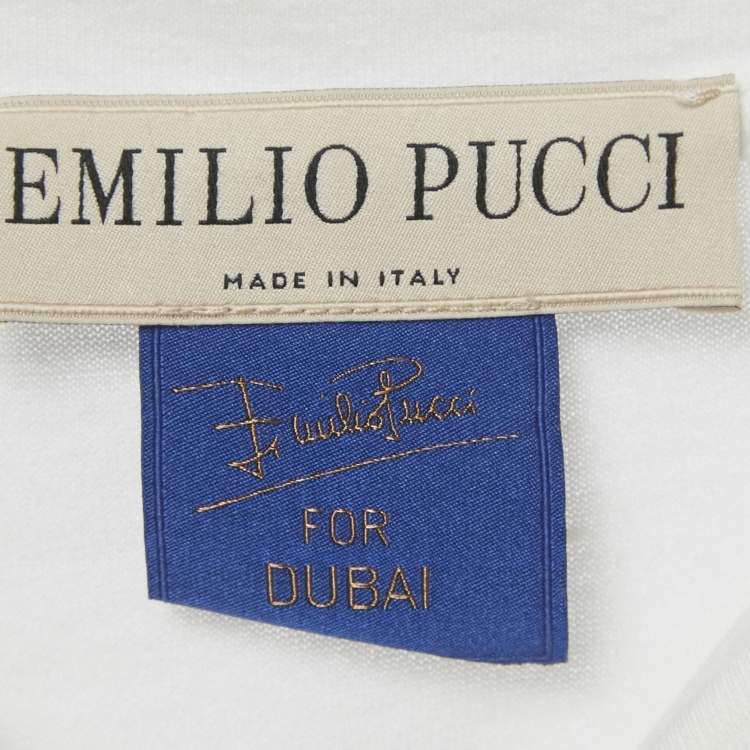 EMILIO PUCCI
MADE IN ITALY
Emilio Pucci
FOR
DUBAI